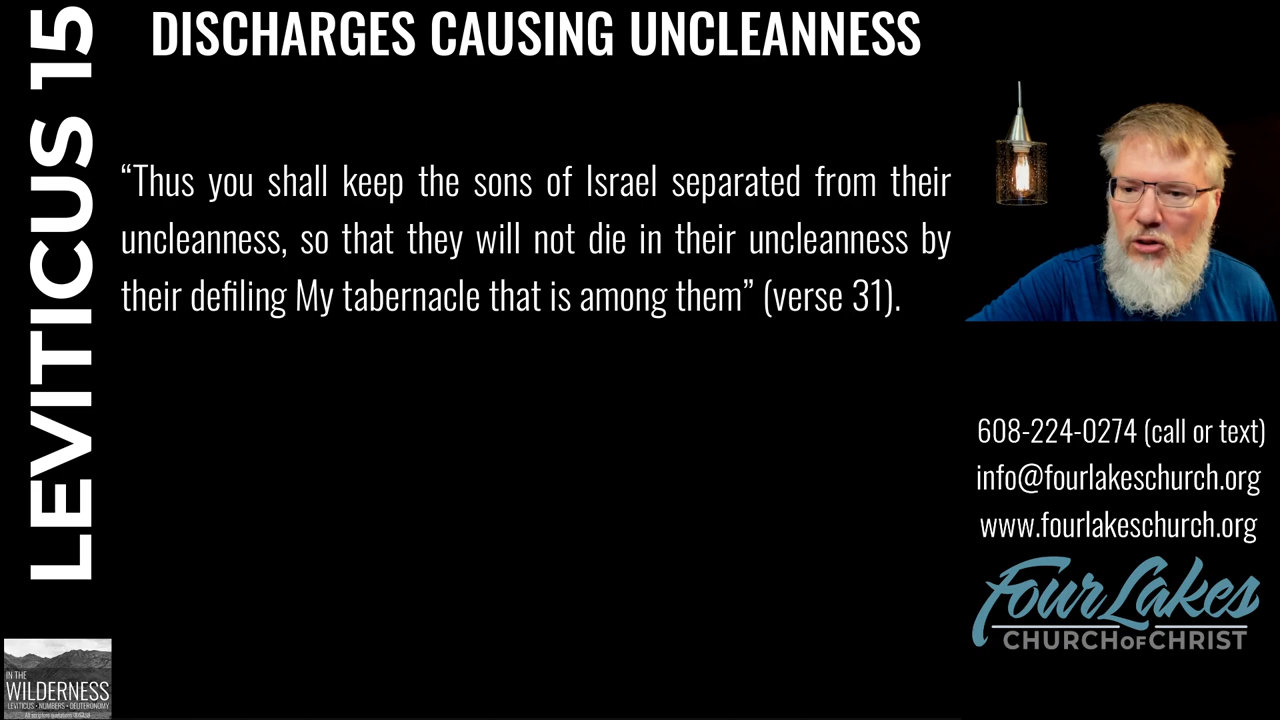 LEVITICUS 15
DISCHARGES CAUSING UNCLEANNESS
“Thus you shall keep the sons of Israel separated from their
uncleanness, so that they will not die in their uncleanness by
their defiling My tabernacle that is among them” (verse 31).
608-224-0274 (call or text)
info@fourlakeschurch.org
www.fourlakeschurch.org
Four Lakes
CHURCH OF CHRIST
IN THE
WILDERNESS
LEVITICUS • NUMBERS • DEUTERONOMY